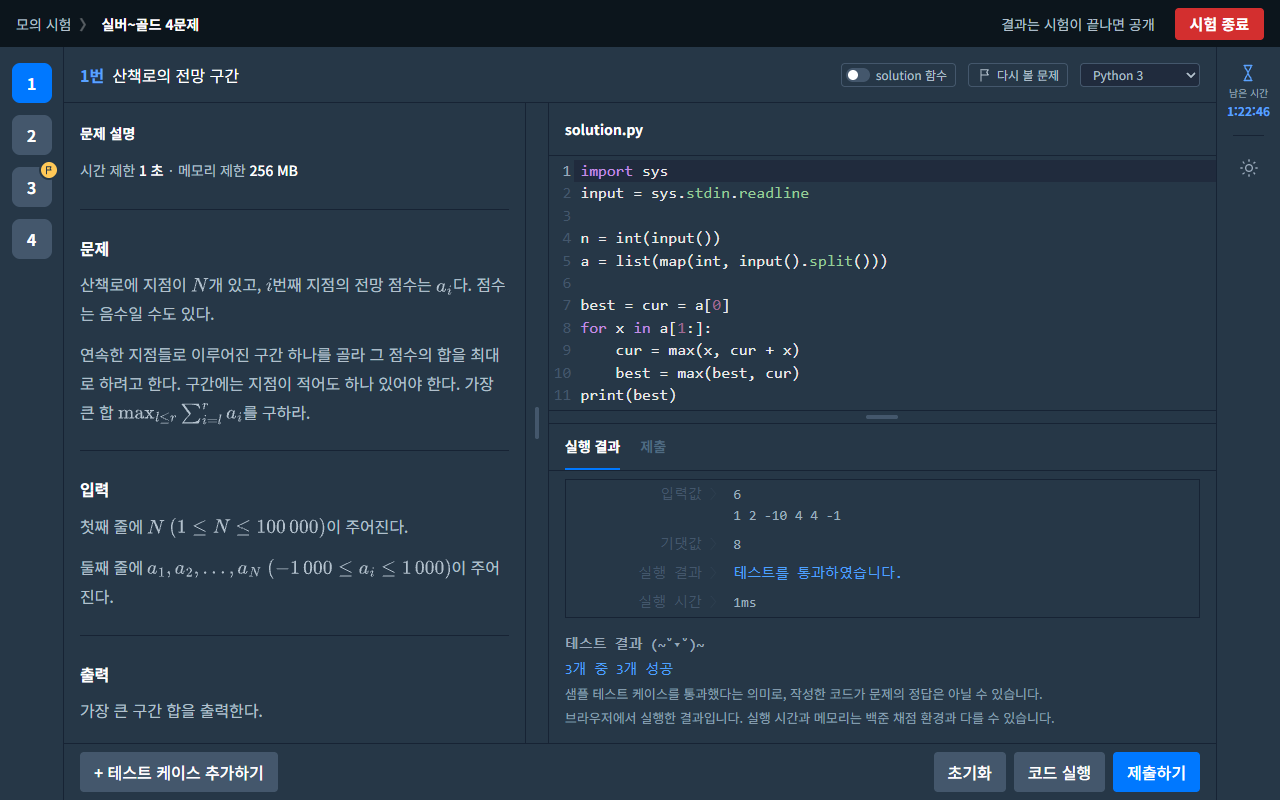 모의 시험 〉 실버~골드 4문제
결과는 시험이 끝나면 공개
시험 종료
1
2
3
4
1번 산책로의 전망 구간
solution 함수
다시 볼 문제
Python 3
남은 시간
1:22:46
문제 설명
시간 제한 1 초 · 메모리 제한 256 MB
문제
산책로에 지점이 N개 있고, i번째 지점의 전망 점수는 a_i다. 점수
는 음수일 수도 있다.
연속한 지점들로 이루어진 구간 하나를 골라 그 점수의 합을 최대
로 하려고 한다. 구간에는 지점이 적어도 하나 있어야 한다. 가장
큰 합 max_{l≤r} ∑_{i=l}^{r} a_i를 구하라.
입력
첫째 줄에 N (1 ≤ N ≤ 100 000)이 주어진다.
둘째 줄에 a_1, a_2, …, a_N (−1 000 ≤ a_i ≤ 1 000)이 주어
진다.
출력
가장 큰 구간 합을 출력한다.
solution.py
1 import sys
2 input = sys.stdin.readline
3
4 n = int(input())
5 a = list(map(int, input().split()))
6
7 best = cur = a[0]
8 for x in a[1:]:
9     cur = max(x, cur + x)
10     best = max(best, cur)
11 print(best)
실행 결과
제출
입력값 〉 6
1 2 -10 4 4 -1
기댓값 〉 8
실행 결과 〉 테스트를 통과하였습니다.
실행 시간 〉 1ms
테스트 결과 (~˘▾˘)~
3개 중 3개 성공
샘플 테스트 케이스를 통과했다는 의미로, 작성한 코드가 문제의 정답은 아닐 수 있습니다.
브라우저에서 실행한 결과입니다. 실행 시간과 메모리는 백준 채점 환경과 다를 수 있습니다.
+ 테스트 케이스 추가하기
초기화
코드 실행
제출하기